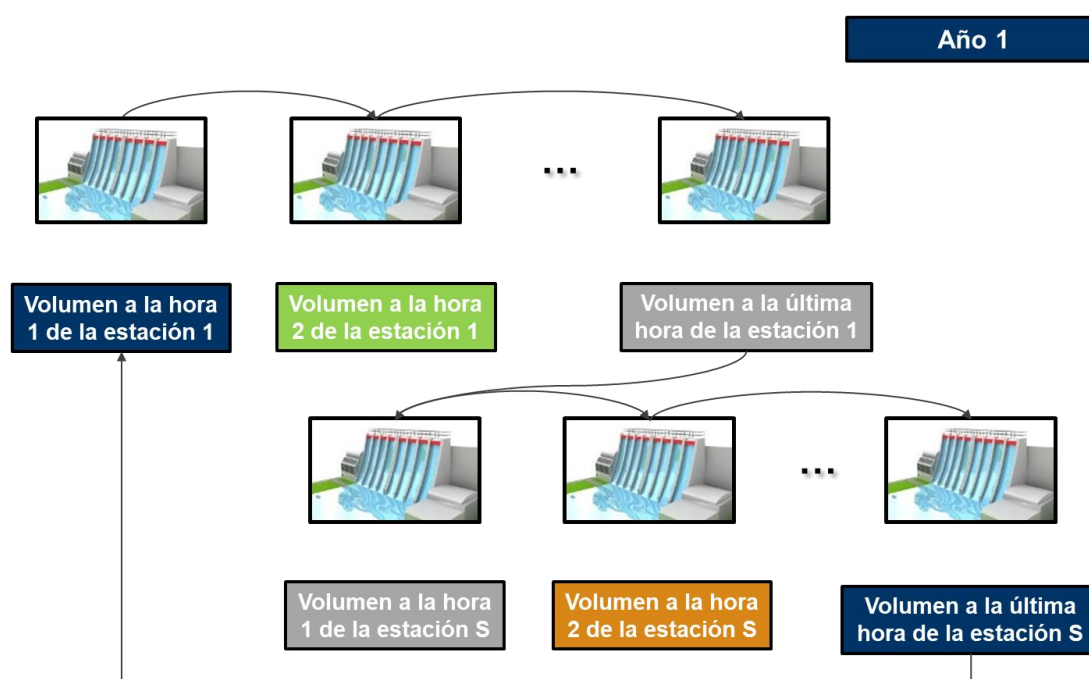 Año 1
...
Volumen a la hora
1 de la estación 1
Volumen a la hora
2 de la estación 1
Volumen a la última
hora de la estación 1
...
Volumen a la hora
1 de la estación S
Volumen a la hora
2 de la estación S
Volumen a la última
hora de la estación S